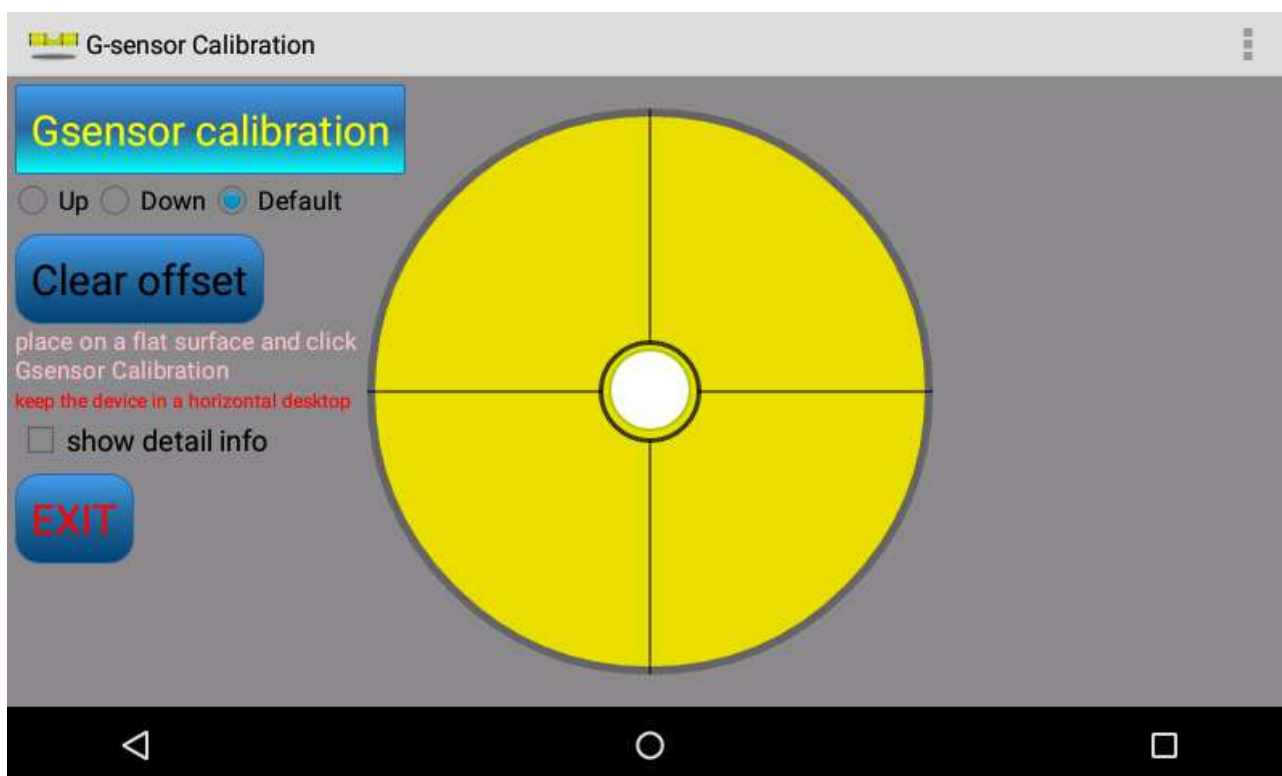 G-sensor Calibration
Gsensor calibration
Up Down Default
Clear offset
place on a flat surface and click
Gsensor Calibration
keep the device in a horizontal desktop
show detail info
EXIT